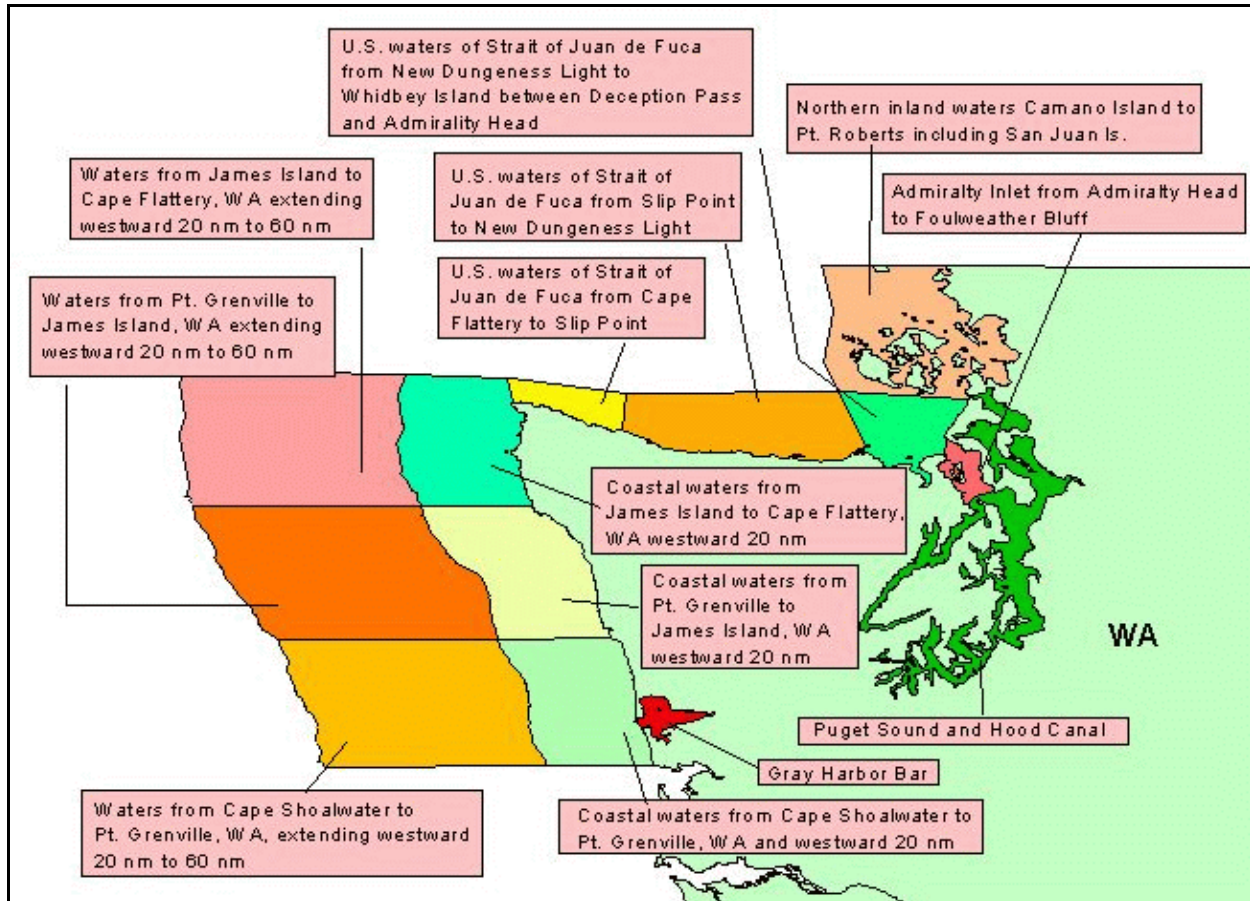 U.S. waters of Strait of Juan de Fuca
from New Dungeness Light to
Whidbey Island between Deception Pass
and Admirality Head
Northern inland waters Camano Island to
Pt. Roberts including San Juan Is.
Waters from James Island to
Cape Flattery, WA extending
westward 20 nm to 60 nm
U.S. waters of Strait of
Juan de Fuca from Slip Point
to New Dungeness Light
Admiralty Inlet from Admiralty Head
to Foulweather Bluff
U.S. waters of Strait of
Juan de Fuca from Cape
Flattery to Slip Point
Waters from Pt. Grenville to
James Island, WA extending
westward 20 nm to 60 nm
Coastal waters from
James Island to Cape Flattery,
WA westward 20 nm
Coastal waters from
Pt. Grenville to
James Island, WA
westward 20 nm
WA
Puget Sound and Hood Canal
Gray Harbor Bar
Waters from Cape Shoalwater to
Pt. Grenville, WA, extending westward
20 nm to 60 nm
Coastal waters from Cape Shoalwater to
Pt. Grenville, WA and westward 20 nm